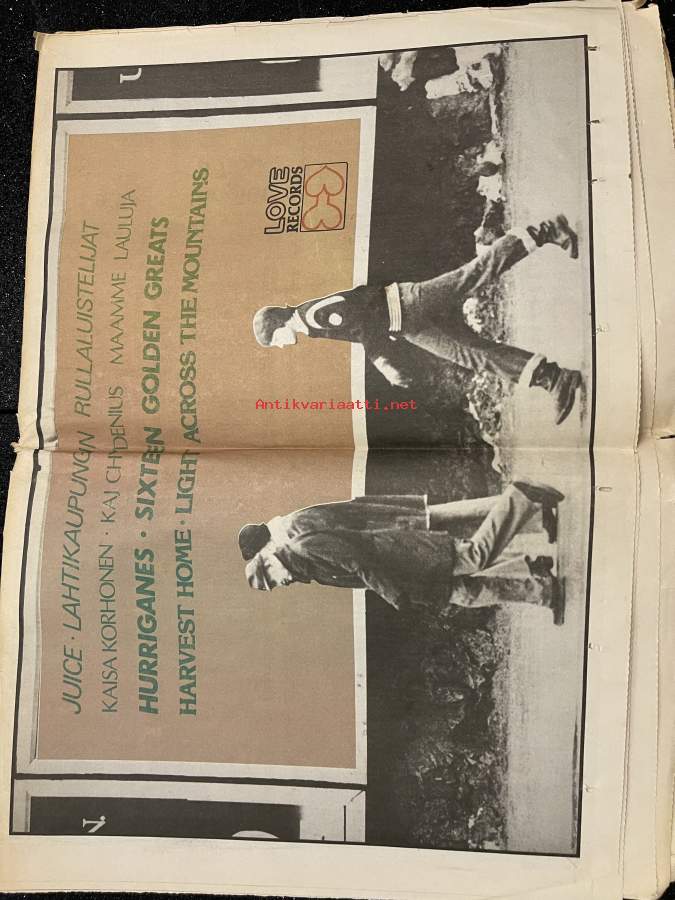 JUICE · LAHTIKAUPUNGIN RULLALUISTELIJAT
KAISA KORHONEN · KAJ CHYDENIUS MAAMME LAULUJA
HURRIGANES · SIXTEEN GOLDEN GREATS
HARVEST HOME · LIGHT ACROSS THE MOUNTAINS
LOVE
RECORDS
Antikvariaatti.net
N.